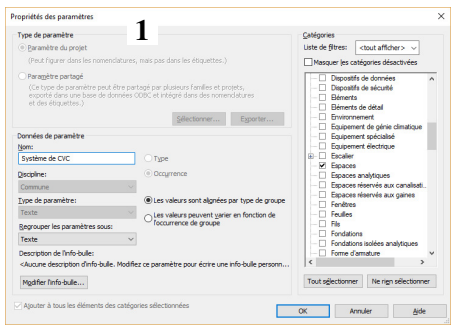 Propriétés des paramètres
1
Type de paramètre
Paramètre du projet
(Peut figurer dans les nomenclatures, mais pas dans les étiquettes.)
Paramètre partagé
(Ce type de paramètre peut être partagé par plusieurs familles et projets,
exporté dans une base de données ODBC et intégré dans des nomenclatures
et des étiquettes.)
Sélectionner...
Exporter...
Données de paramètre
Nom:
Système de CVC
Type
Discipline:
Occurrence
Commune
Type de paramètre:
Les valeurs sont alignées par type de groupe
Texte
Les valeurs peuvent varier en fonction de
l'occurrence de groupe
Regrouper les paramètres sous:
Texte
Description de l'info-bulle:
<Aucune description d'info-bulle. Modifiez ce paramètre pour écrire une info-bulle personn...
Modifier l'info-bulle...
Ajouter à tous les éléments des catégories sélectionnées
Catégories
Liste de filtres: <tout afficher>
Masquer les catégories désactivées
Dispositifs de données
Dispositifs de sécurité
Eléments
Eléments de détail
Environnement
Equipement de génie climatique
Equipement spécialisé
Equipement électrique
Escalier
Espaces
Espaces analytiques
Espaces réservés aux canalisati..
Espaces réservés aux gaines
Fenêtres
Feuilles
Fils
Fondations
Fondations isolées analytiques
Forme d'armature
Tout sélectionner
Ne rien sélectionner
OK
Annuler
Aide